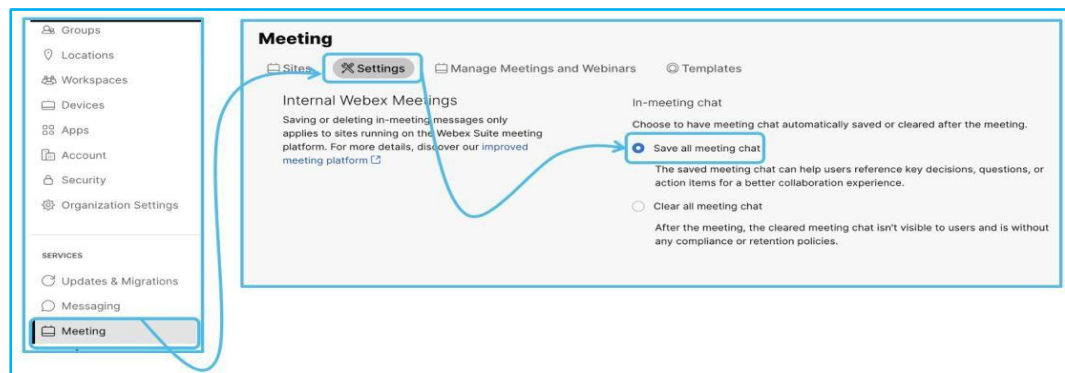 Groups
Locations
Workspaces
Devices
Apps
Account
Security
Organization Settings
SERVICES
Updates & Migrations
Messaging
Meeting
Meeting
Sites
Settings
Manage Meetings and Webinars
Templates
Internal Webex Meetings
Saving or deleting in-meeting messages only
applies to sites running on the Webex Suite meeting
platform. For more details, discover our improved
meeting platform
In-meeting chat
Choose to have meeting chat automatically saved or cleared after the meeting.
Save all meeting chat
The saved meeting chat can help users reference key decisions, questions, or
action items for a better collaboration experience.
Clear all meeting chat
After the meeting, the cleared meeting chat isn't visible to users and is without
any compliance or retention policies.